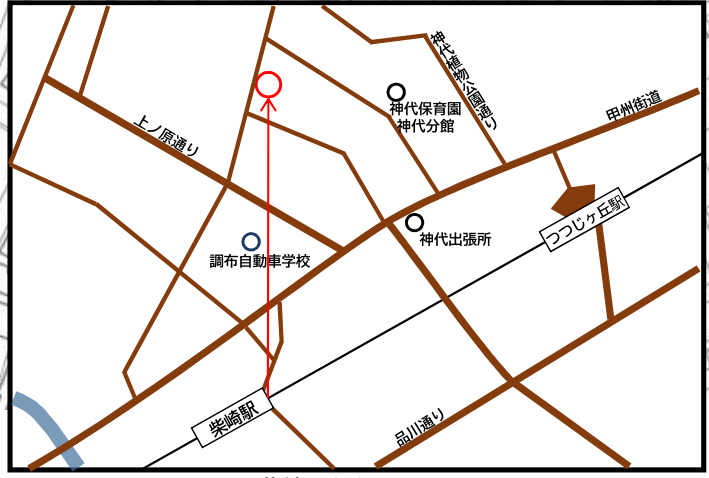 神代植物公園通り
甲州街道
神代保育園
神代分館
上ノ原通り
つつじヶ丘駅
神代出張所
調布自動車学校
柴崎駅
品川通り